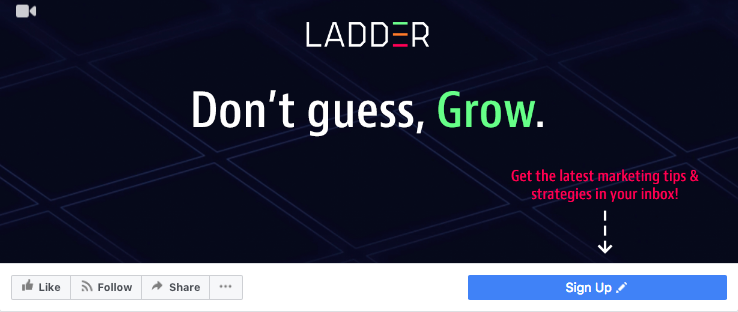 LADDER
Don't guess, Grow.
Get the latest marketing tips &
strategies in your inbox!
Like Follow Share ...
Sign Up